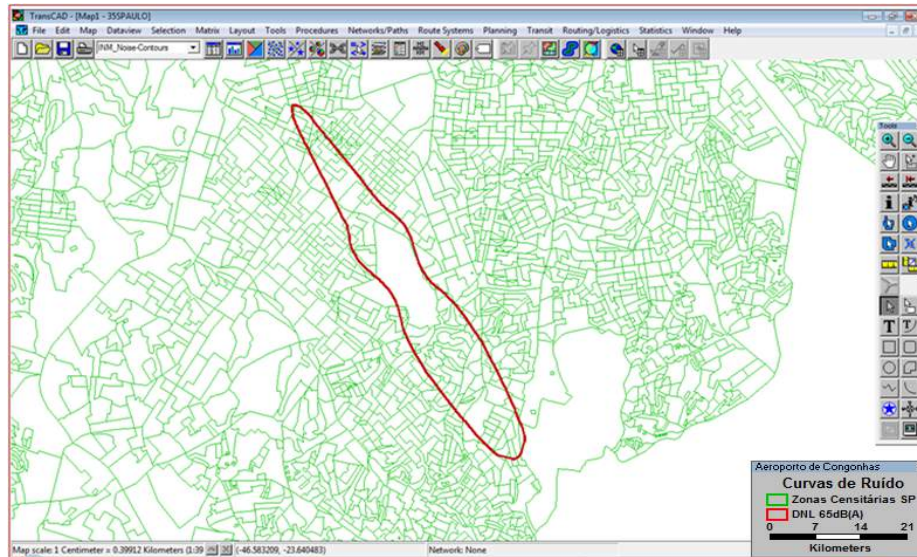 TransCAD - [Map1 - 35SPAULO]
File Edit Map Dataview Selection Matrix Layout Tools Procedures Networks/Paths Route Systems Planning Transit Routing/Logistics Statistics Window Help
INM_Noise-Contours
Tools
Aeroporto de Congonhas
Curvas de Ruído
Zonas Censitárias SP
DNL 65dB(A)
0 7 14 21
Kilometers
Map scale: 1 Centimeter = 0.39912 Kilometers (1:39 (-46.583209, -23.640483) Network: None